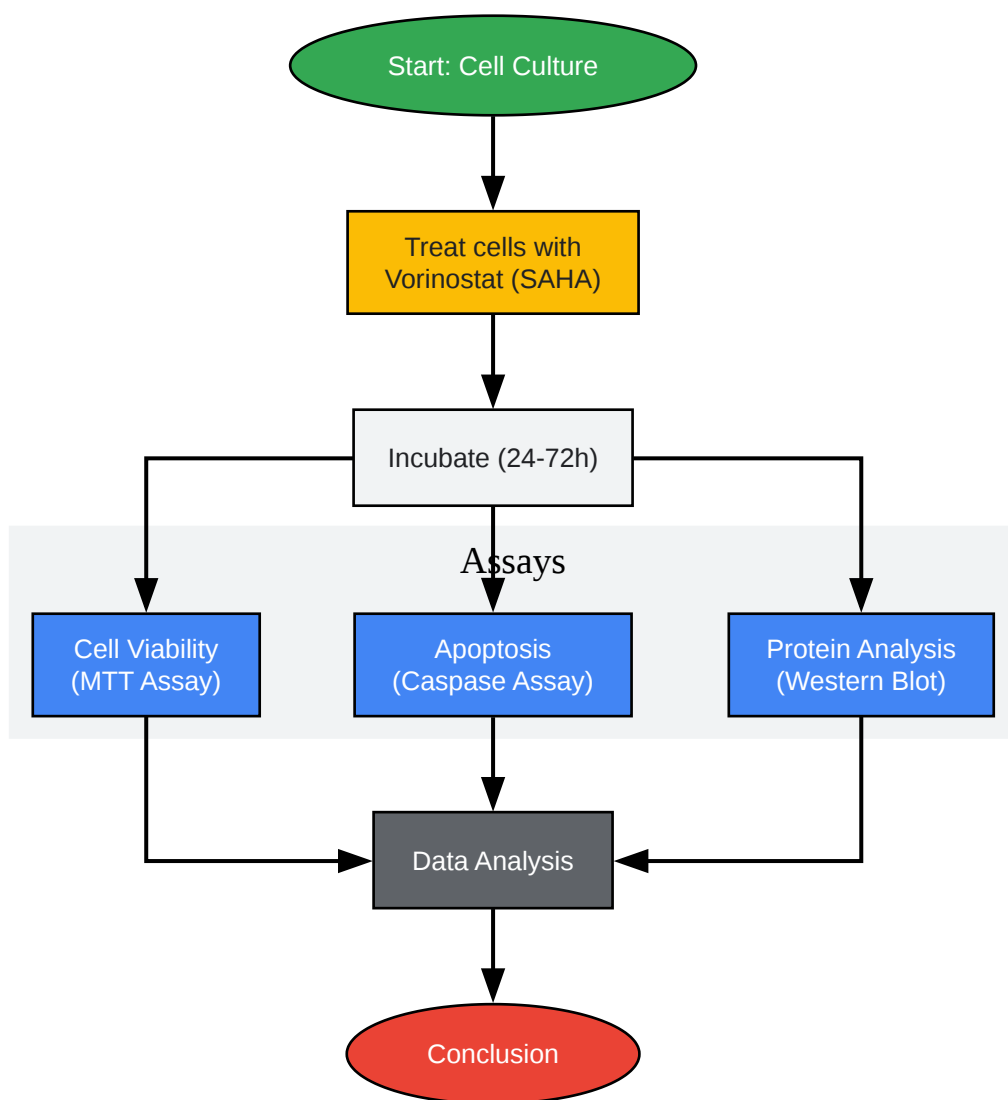 Start: Cell Culture
Treat cells with
Vorinostat (SAHA)
Incubate (24-72h)
Assays
Cell Viability
(MTT Assay)
Apoptosis
(Caspase Assay)
Protein Analysis
(Western Blot)
Data Analysis
Conclusion